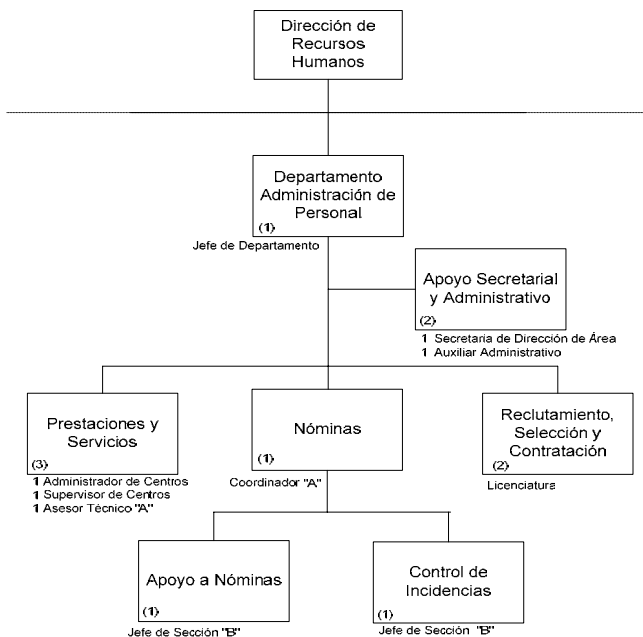 Dirección de
Recursos
Humanos
Departamento
Administración de
Personal
(1)
Jefe de Departamento
Apoyo Secretarial
y Administrativo
(2)
1 Secretaria de Dirección de Área
1 Auxiliar Administrativo
Prestaciones y
Servicios
(3)
1 Administrador de Centros
1 Supervisor de Centros
1 Asesor Técnico "A"
Nóminas
(1)
Coordinador "A"
Reclutamiento,
Selección y
Contratación
(2)
Licenciatura
Apoyo a Nóminas
(1)
Jefe de Sección "B"
Control de
Incidencias
(1)
Jefe de Sección "B"